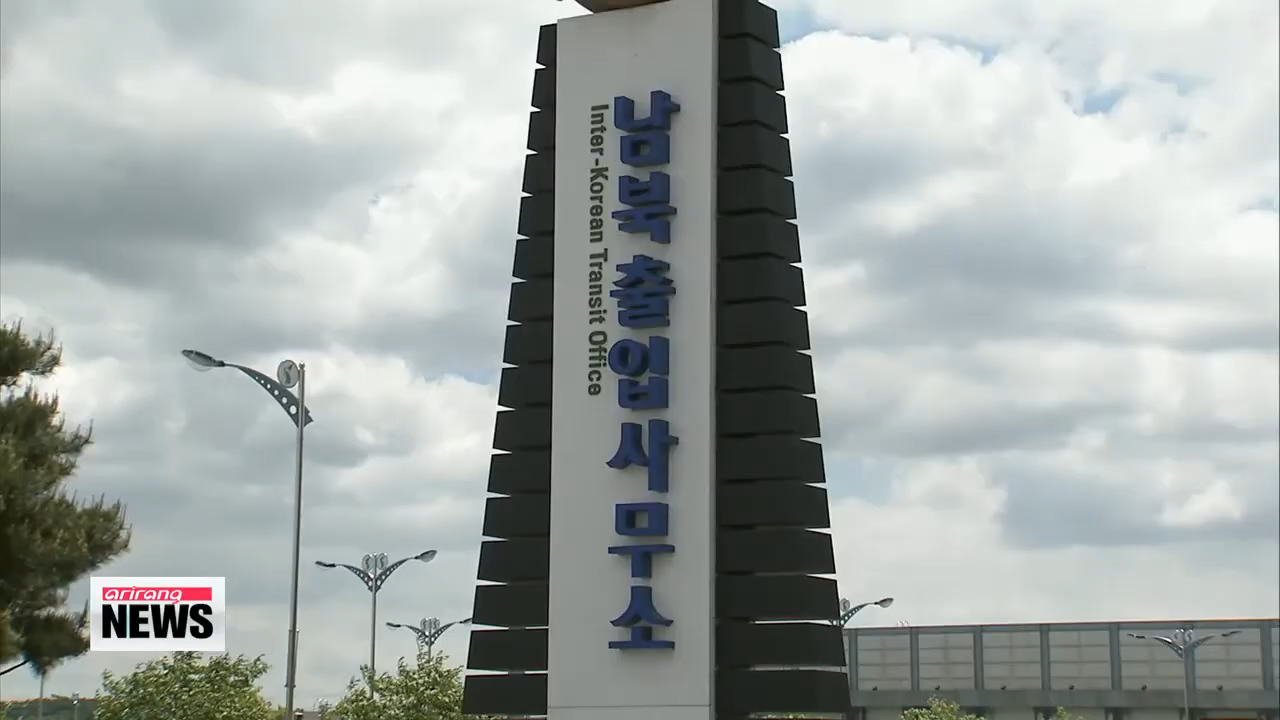 남북출입사무소
Inter-Korean Transit Office
arirang
NEWS